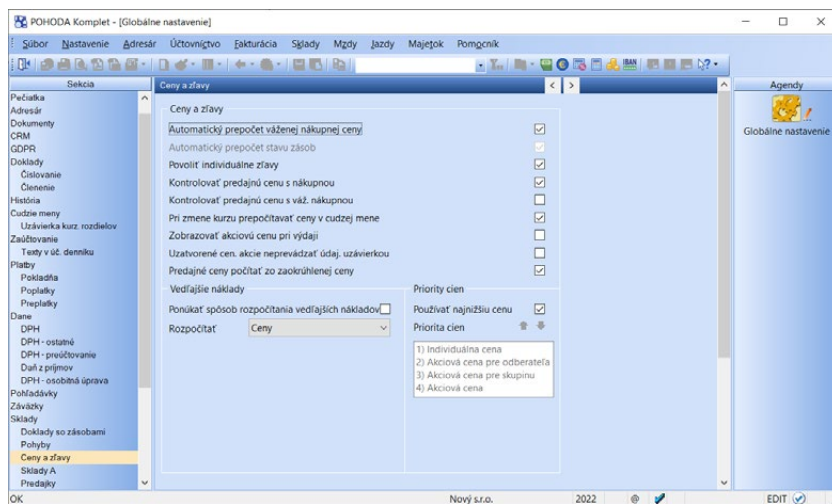 POHODA Komplet - [Globálne nastavenie]
Súbor Nastavenie Adresár Účtovníctvo Fakturácia Sklady Mzdy Jazdy Majetok Pomocník
IBAN
Sekcia
Pečiatka
Adresár
Dokumenty
CRM
GDPR
Doklady
Číslovanie
Členenie
História
Cudzie meny
Uzávierka kurz. rozdielov
Zaúčtovanie
Texty v úč. denníku
Platby
Pokladňa
Poplatky
Preplatky
Dane
DPH
DPH - ostatné
DPH - preúčtovanie
Daň z príjmov
DPH - osobitná úprava
Pohľadávky
Záväzky
Sklady
Doklady so zásobami
Pohyby
Ceny a zľavy
Sklady A
Predajky
Ceny a zľavy
Ceny a zľavy
Automatický prepočet váženej nákupnej ceny
Automatický prepočet stavu zásob
Povoliť individuálne zľavy
Kontrolovať predajnú cenu s nákupnou
Kontrolovať predajnú cenu s váž. nákupnou
Pri zmene kurzu prepočítavať ceny v cudzej mene
Zobrazovať akciovú cenu pri výdaji
Uzatvorené cen. akcie neprevádzať údaj. uzávierkou
Predajné ceny počítať zo zaokrúhlenej ceny
Vedľajšie náklady
Ponúkať spôsob rozpočítania vedľajších nákladov
Rozpočítať Ceny
Priority cien
Používať najnižšiu cenu
Priorita cien
1) Individuálna cena
2) Akciová cena pre odberateľa
3) Akciová cena pre skupinu
4) Akciová cena
Agendy
Globálne nastavenie
OK Nový s.r.o. 2022 @ EDIT